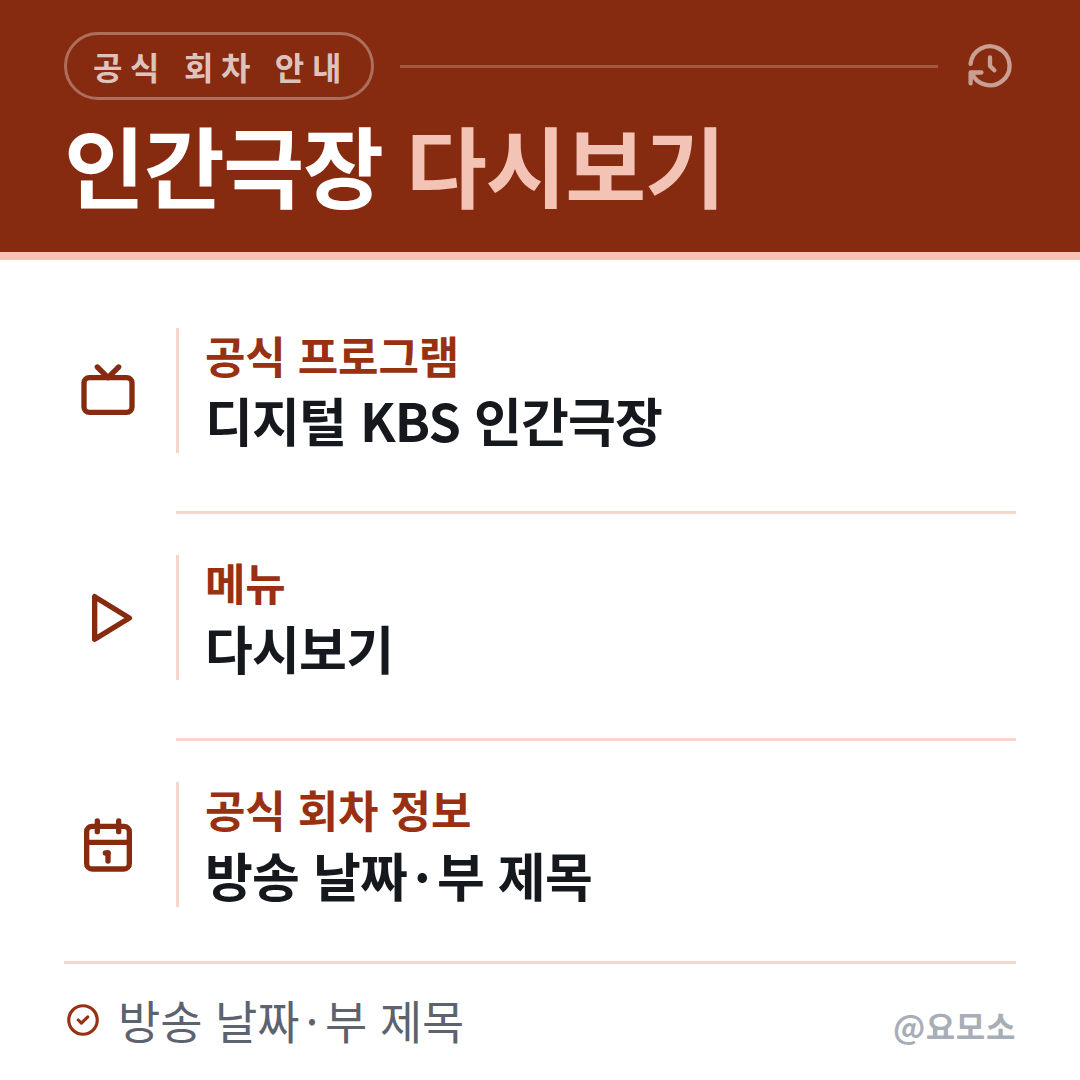 공식 회차 안내
인간극장 다시보기
공식 프로그램
디지털 KBS 인간극장
메뉴
다시보기
공식 회차 정보
방송 날짜·부 제목
방송 날짜·부 제목
@요모소